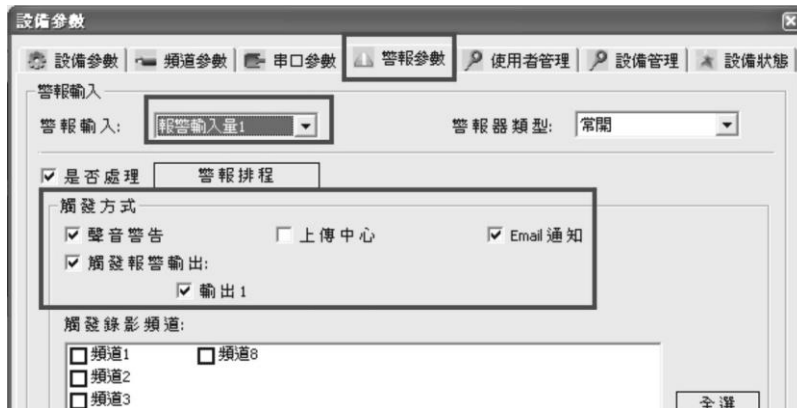 設備參數
設備參數 頻道參數 串口參數 警報參數 使用者管理 設備管理 設備狀態
警報輸入
警報輸入: 報警輸入量1 警報器類型: 常開
是否處理 警報排程
觸發方式
聲音警告 上傳中心 Email通知
觸發報警輸出:
輸出1
觸發錄影頻道:
頻道1 頻道8
頻道2
頻道3
全選